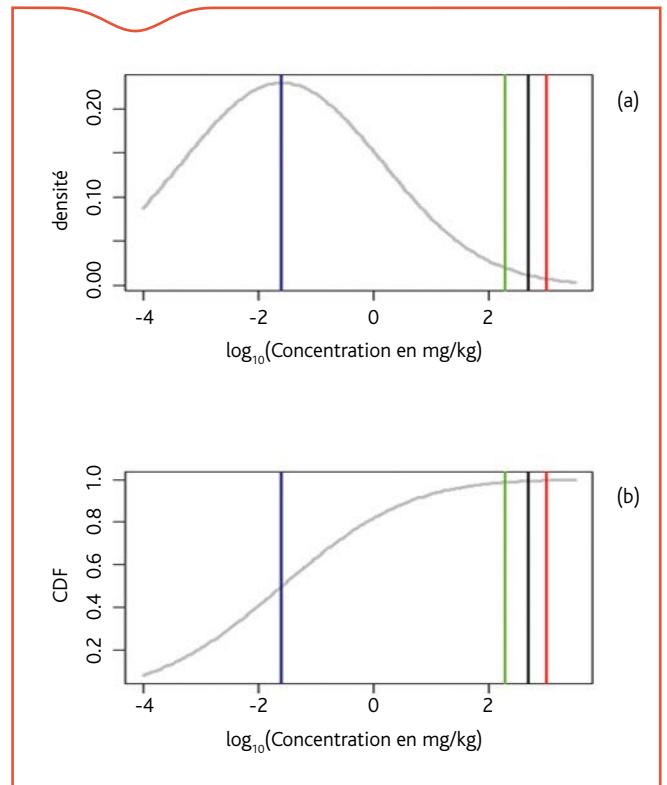 (a)
densité
0.20
0.10
0.00
-4 -2 0 2
log₁₀(Concentration en mg/kg)
(b)
CDF
1.0
0.8
0.6
0.4
0.2
-4 -2 0 2
log₁₀(Concentration en mg/kg)